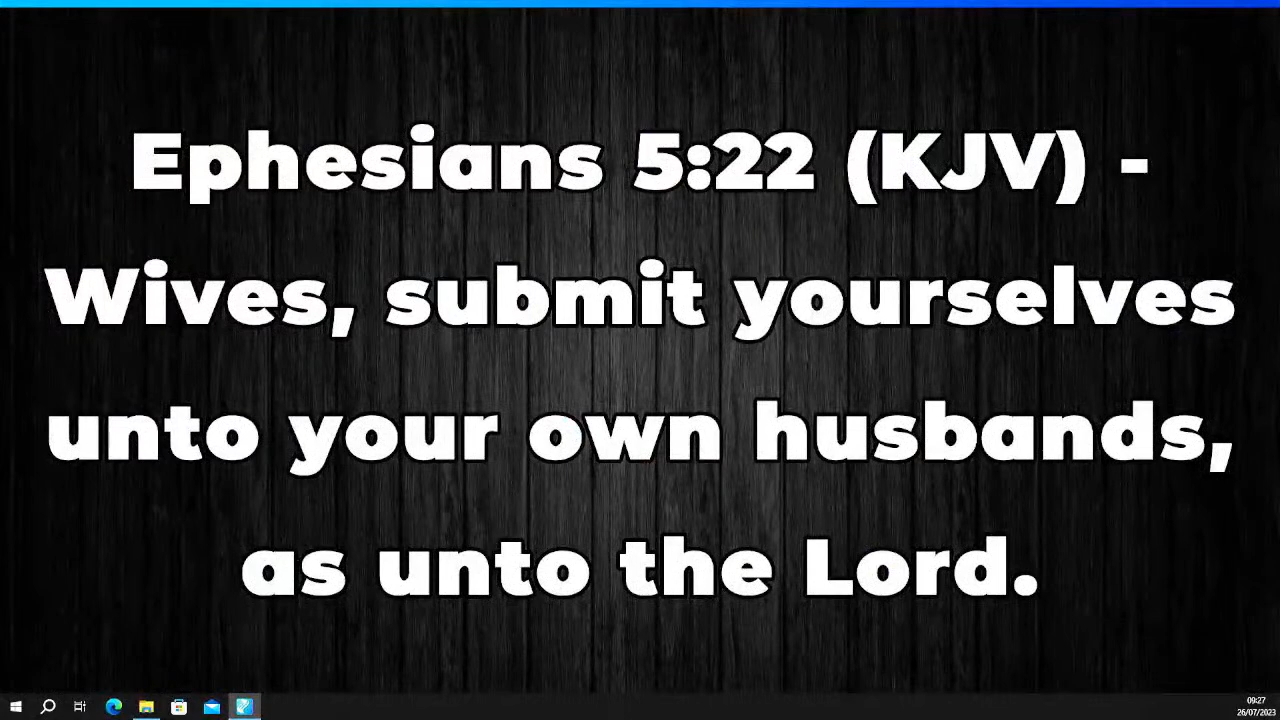 Ephesians 5:22 (KJV) -
Wives, submit yourselves
unto your own husbands,
as unto the Lord.
09:27
26/07/2023